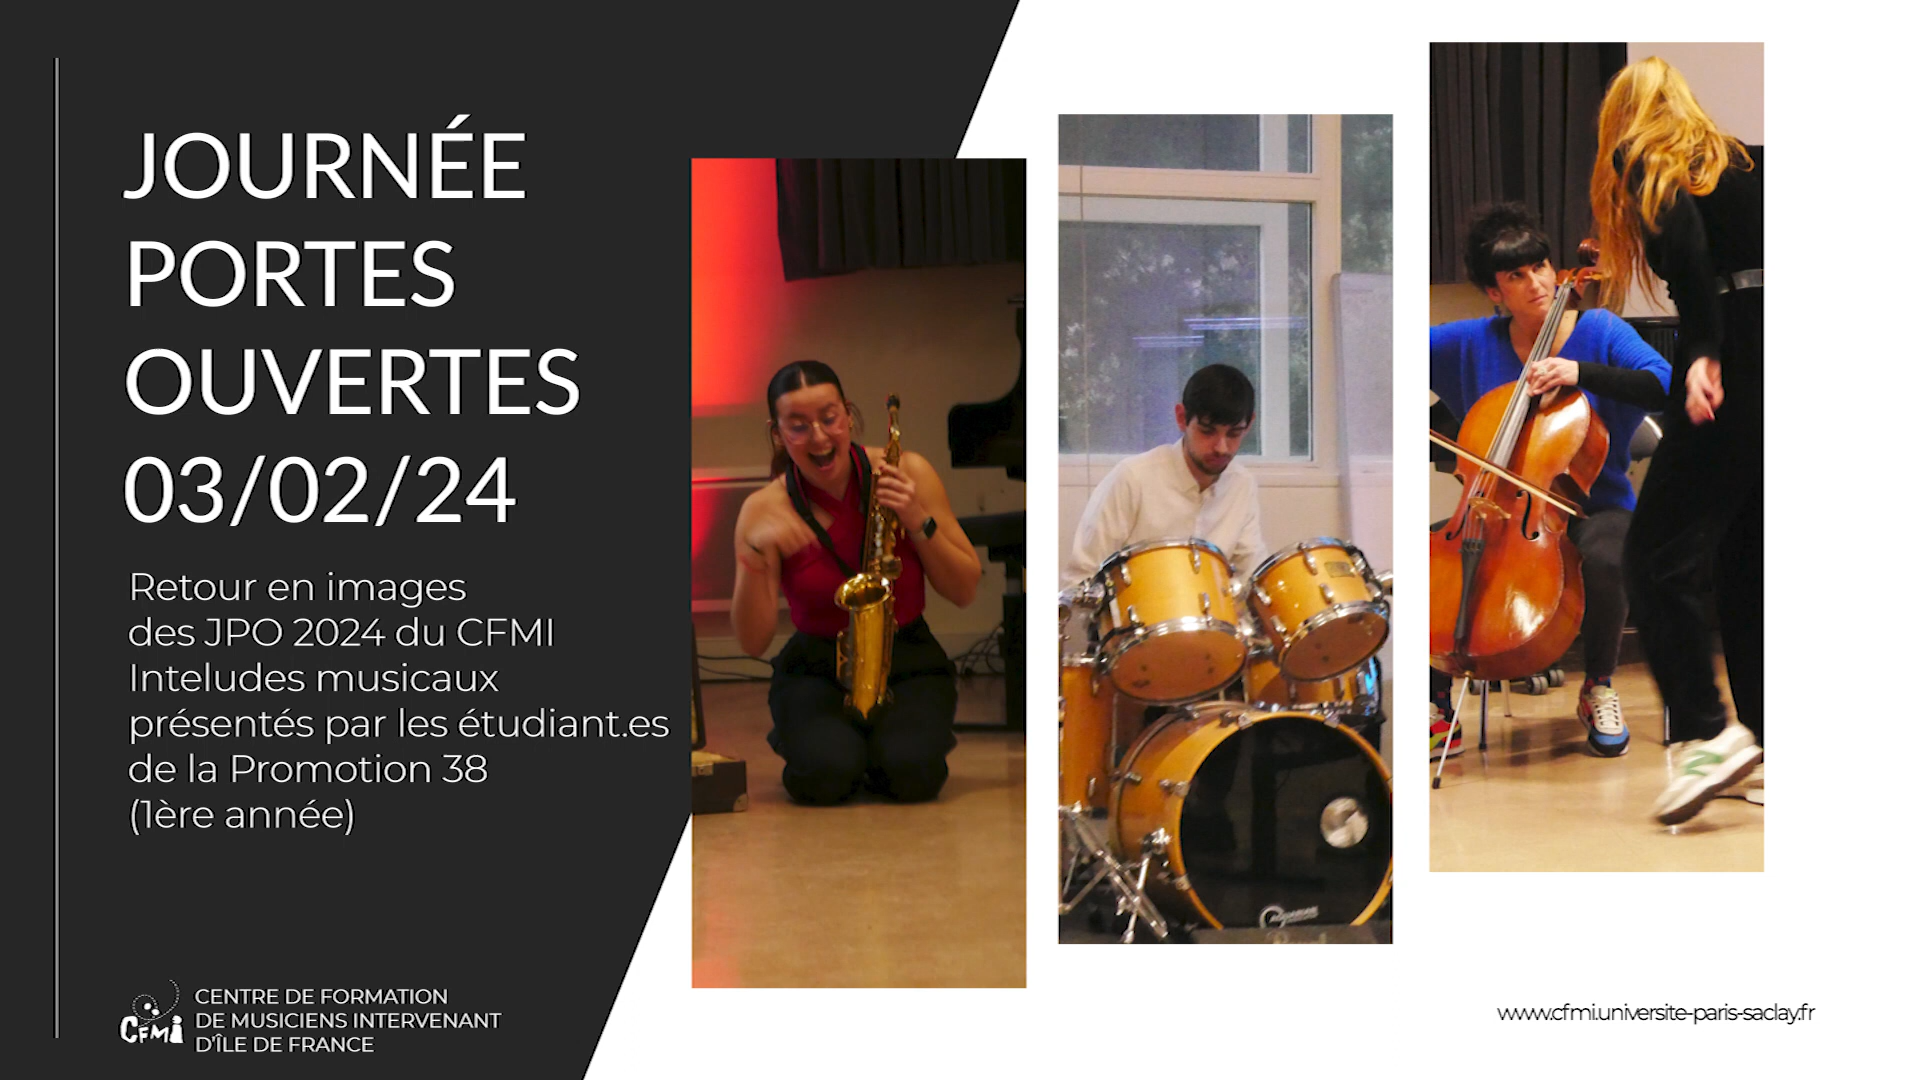 JOURNÉE
PORTES
OUVERTES
03/02/24
Retour en images
des JPO 2024 du CFMI
Inteludes musicaux
présentés par les étudiant.es
de la Promotion 38
(1ère année)
CFMI
CENTRE DE FORMATION
DE MUSICIENS INTERVENANT
D'ÎLE DE FRANCE
www.cfmi.universite-paris-saclay.fr